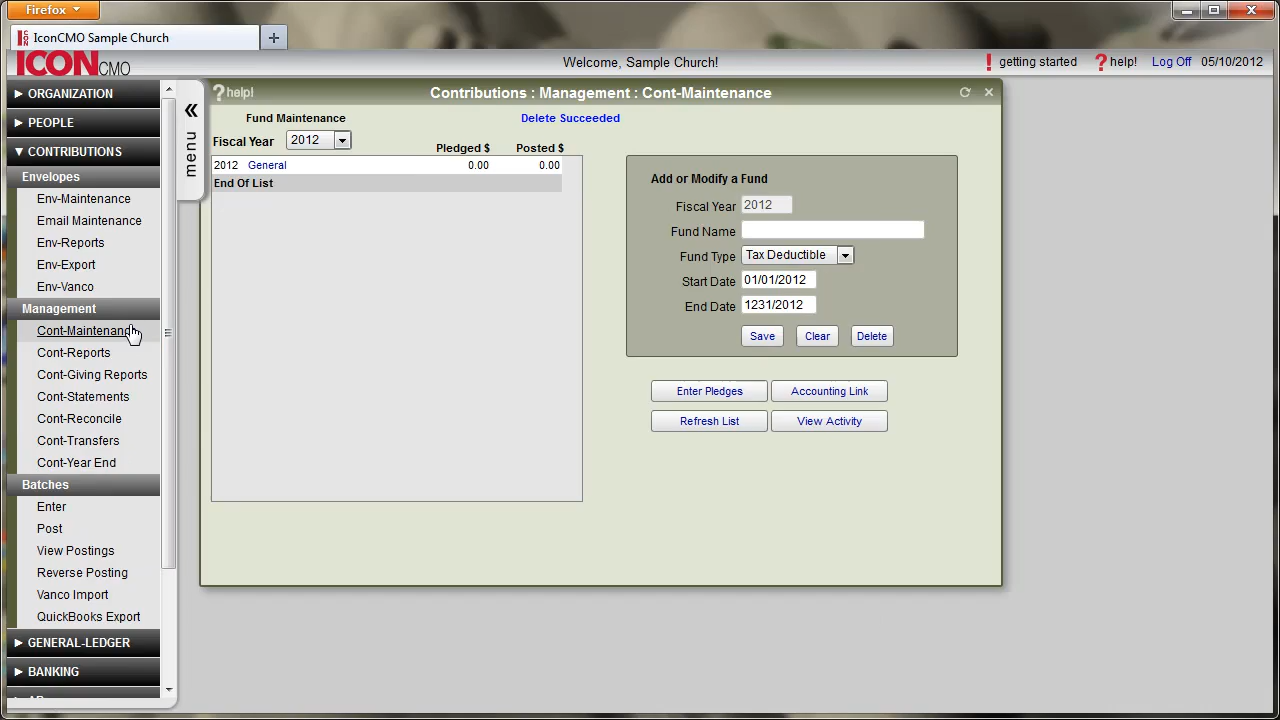 Firefox
IconCMO Sample Church
ICONCMO
Welcome, Sample Church!
getting started
help!
Log Off
05/10/2012
ORGANIZATION
PEOPLE
CONTRIBUTIONS
Envelopes
Env-Maintenance
Email Maintenance
Env-Reports
Env-Export
Env-Vanco
Management
Cont-Maintenanc
Cont-Reports
Cont-Giving Reports
Cont-Statements
Cont-Reconcile
Cont-Transfers
Cont-Year End
Batches
Enter
Post
View Postings
Reverse Posting
Vanco Import
QuickBooks Export
GENERAL-LEDGER
BANKING
menu
help!
Contributions : Management : Cont-Maintenance
Fund Maintenance
Delete Succeeded
Fiscal Year 2012
Pledged $ Posted $
2012 General 0.00 0.00
End Of List
Add or Modify a Fund
Fiscal Year 2012
Fund Name
Fund Type Tax Deductible
Start Date 01/01/2012
End Date 1231/2012
Save Clear Delete
Enter Pledges Accounting Link
Refresh List View Activity